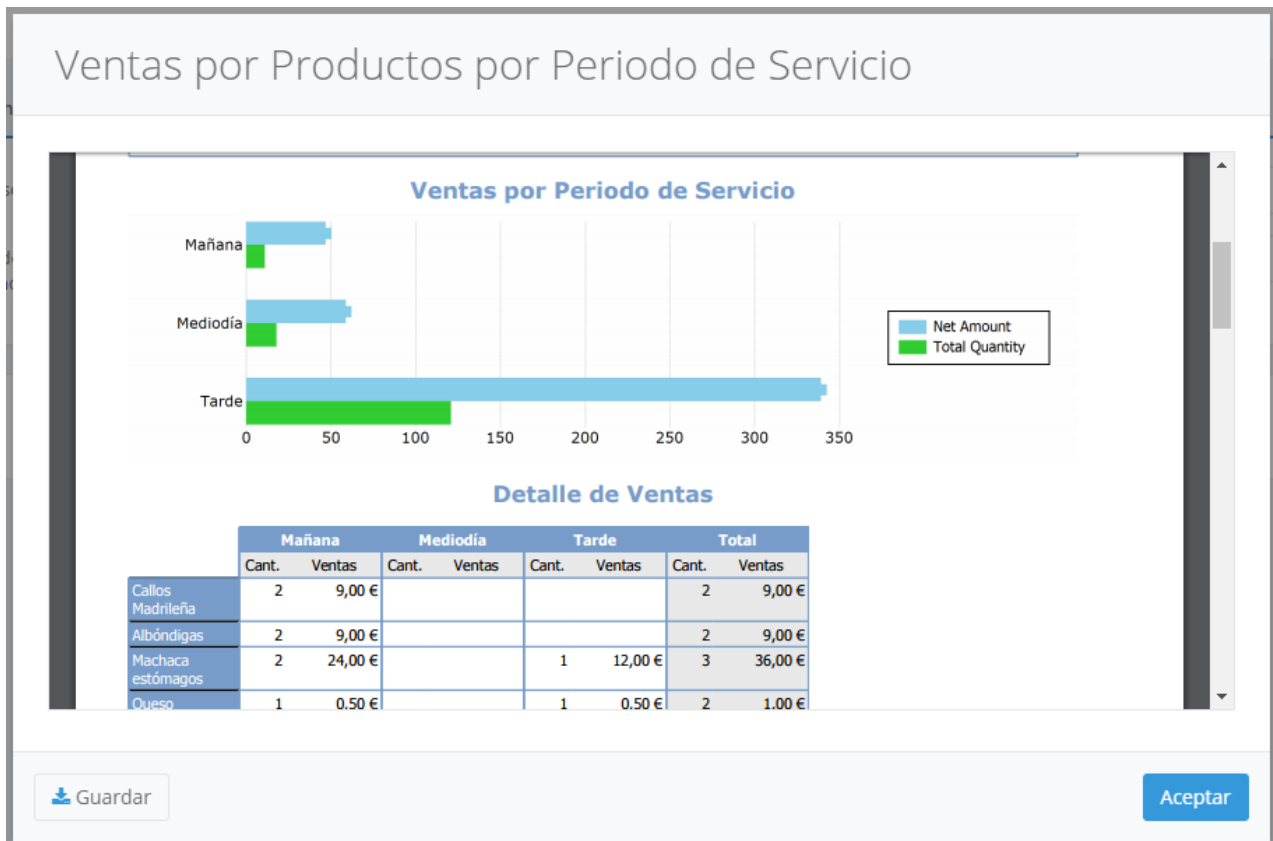 Ventas por Productos por Periodo de Servicio
Ventas por Periodo de Servicio
Mañana
Mediodía
Tarde
0 50 100 150 200 250 300 350
Net Amount
Total Quantity
Detalle de Ventas
Mañana Mediodía Tarde Total
Cant. Ventas Cant. Ventas Cant. Ventas Cant. Ventas
Callos
Madrileña 2 9,00 € 2 9,00 €
Albóndigas 2 9,00 € 2 9,00 €
Machaca
estómagos 2 24,00 € 1 12,00 € 3 36,00 €
Queso 1 0,50 € 1 0,50 € 2 1,00 €
Guardar
Aceptar